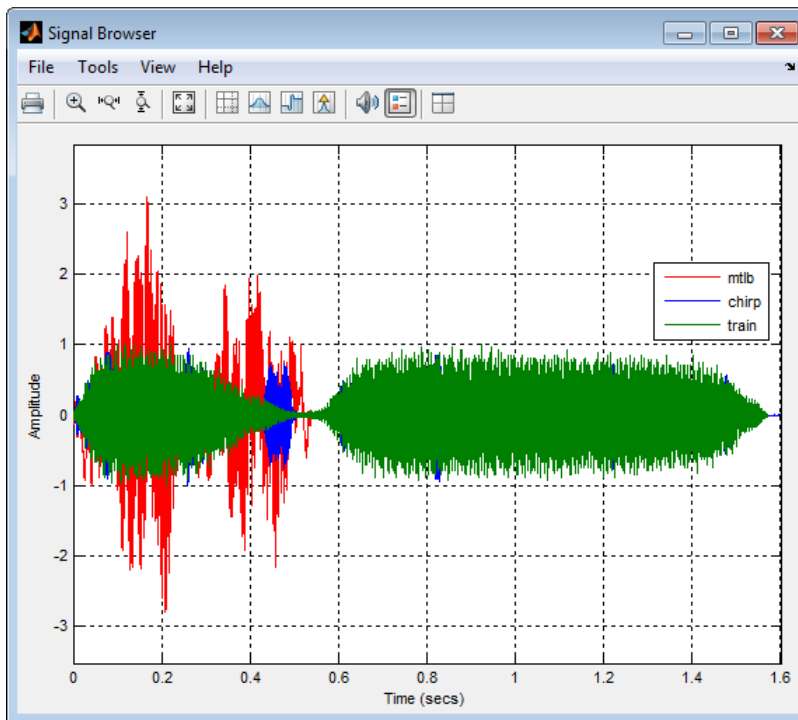 Signal Browser
File Tools View Help
3
2
1
0
-1
-2
-3
Amplitude
mtlb
chirp
train
0 0.2 0.4 0.6 0.8 1 1.2 1.4 1.6
Time (secs)